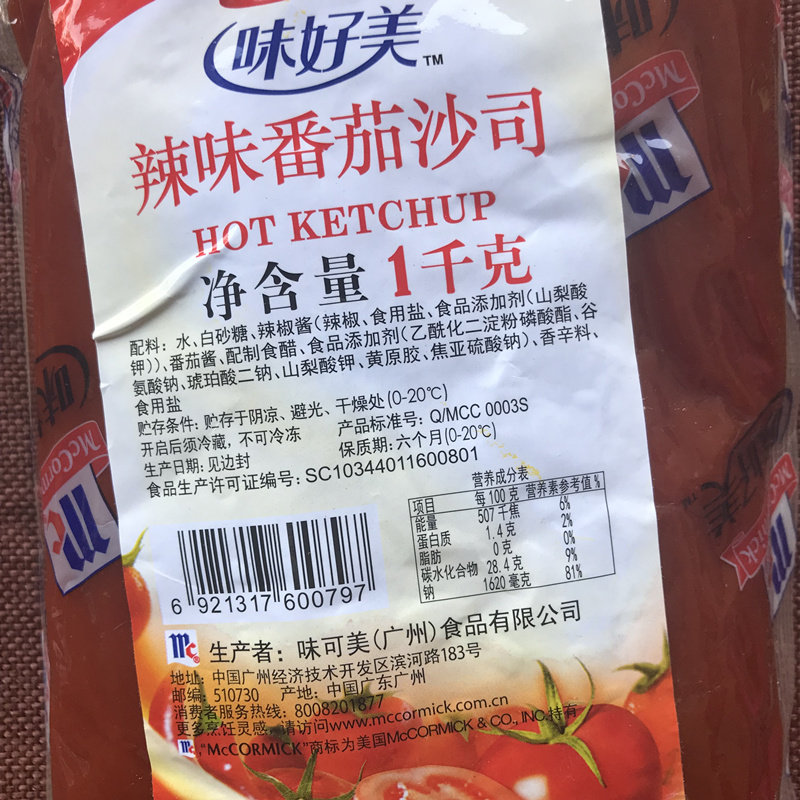 味好美™
辣味番茄沙司
HOT KETCHUP
净含量 1千克
配料：水、白砂糖、辣椒酱（辣椒、食用盐、食品添加剂（山梨酸
钾））、番茄酱、配制食醋、食品添加剂（乙酰化二淀粉磷酸酯、谷
氨酸钠、琥珀酸二钠、山梨酸钾、黄原胶、焦亚硫酸钠）、香辛料、
食用盐
贮存条件：贮存于阴凉、避光、干燥处(0-20℃)
开启后须冷藏，不可冷冻 产品标准号：Q/MCC 0003S
生产日期：见边封 保质期：六个月(0-20℃)
食品生产许可证编号：SC10344011600801
营养成分表
项目 每100克 营养素参考值%
能量 507千焦 6%
蛋白质 1.4克 2%
脂肪 0克 0%
碳水化合物 28.4克 9%
钠 1620毫克 81%
6 921317 600797
Mc 生产者：味可美(广州)食品有限公司
地址：中国广州经济技术开发区滨河路183号
邮编：510730 产地：中国广东广州
消费者服务热线：8008201877
更多烹饪灵感，请访问www.mccormick.com.cn
Mc,"McCORMICK"商标为美国McCORMICK & CO., INC.持有
McCor
Mc
味好美
McCormick
Mc
McCorm
Mc
味